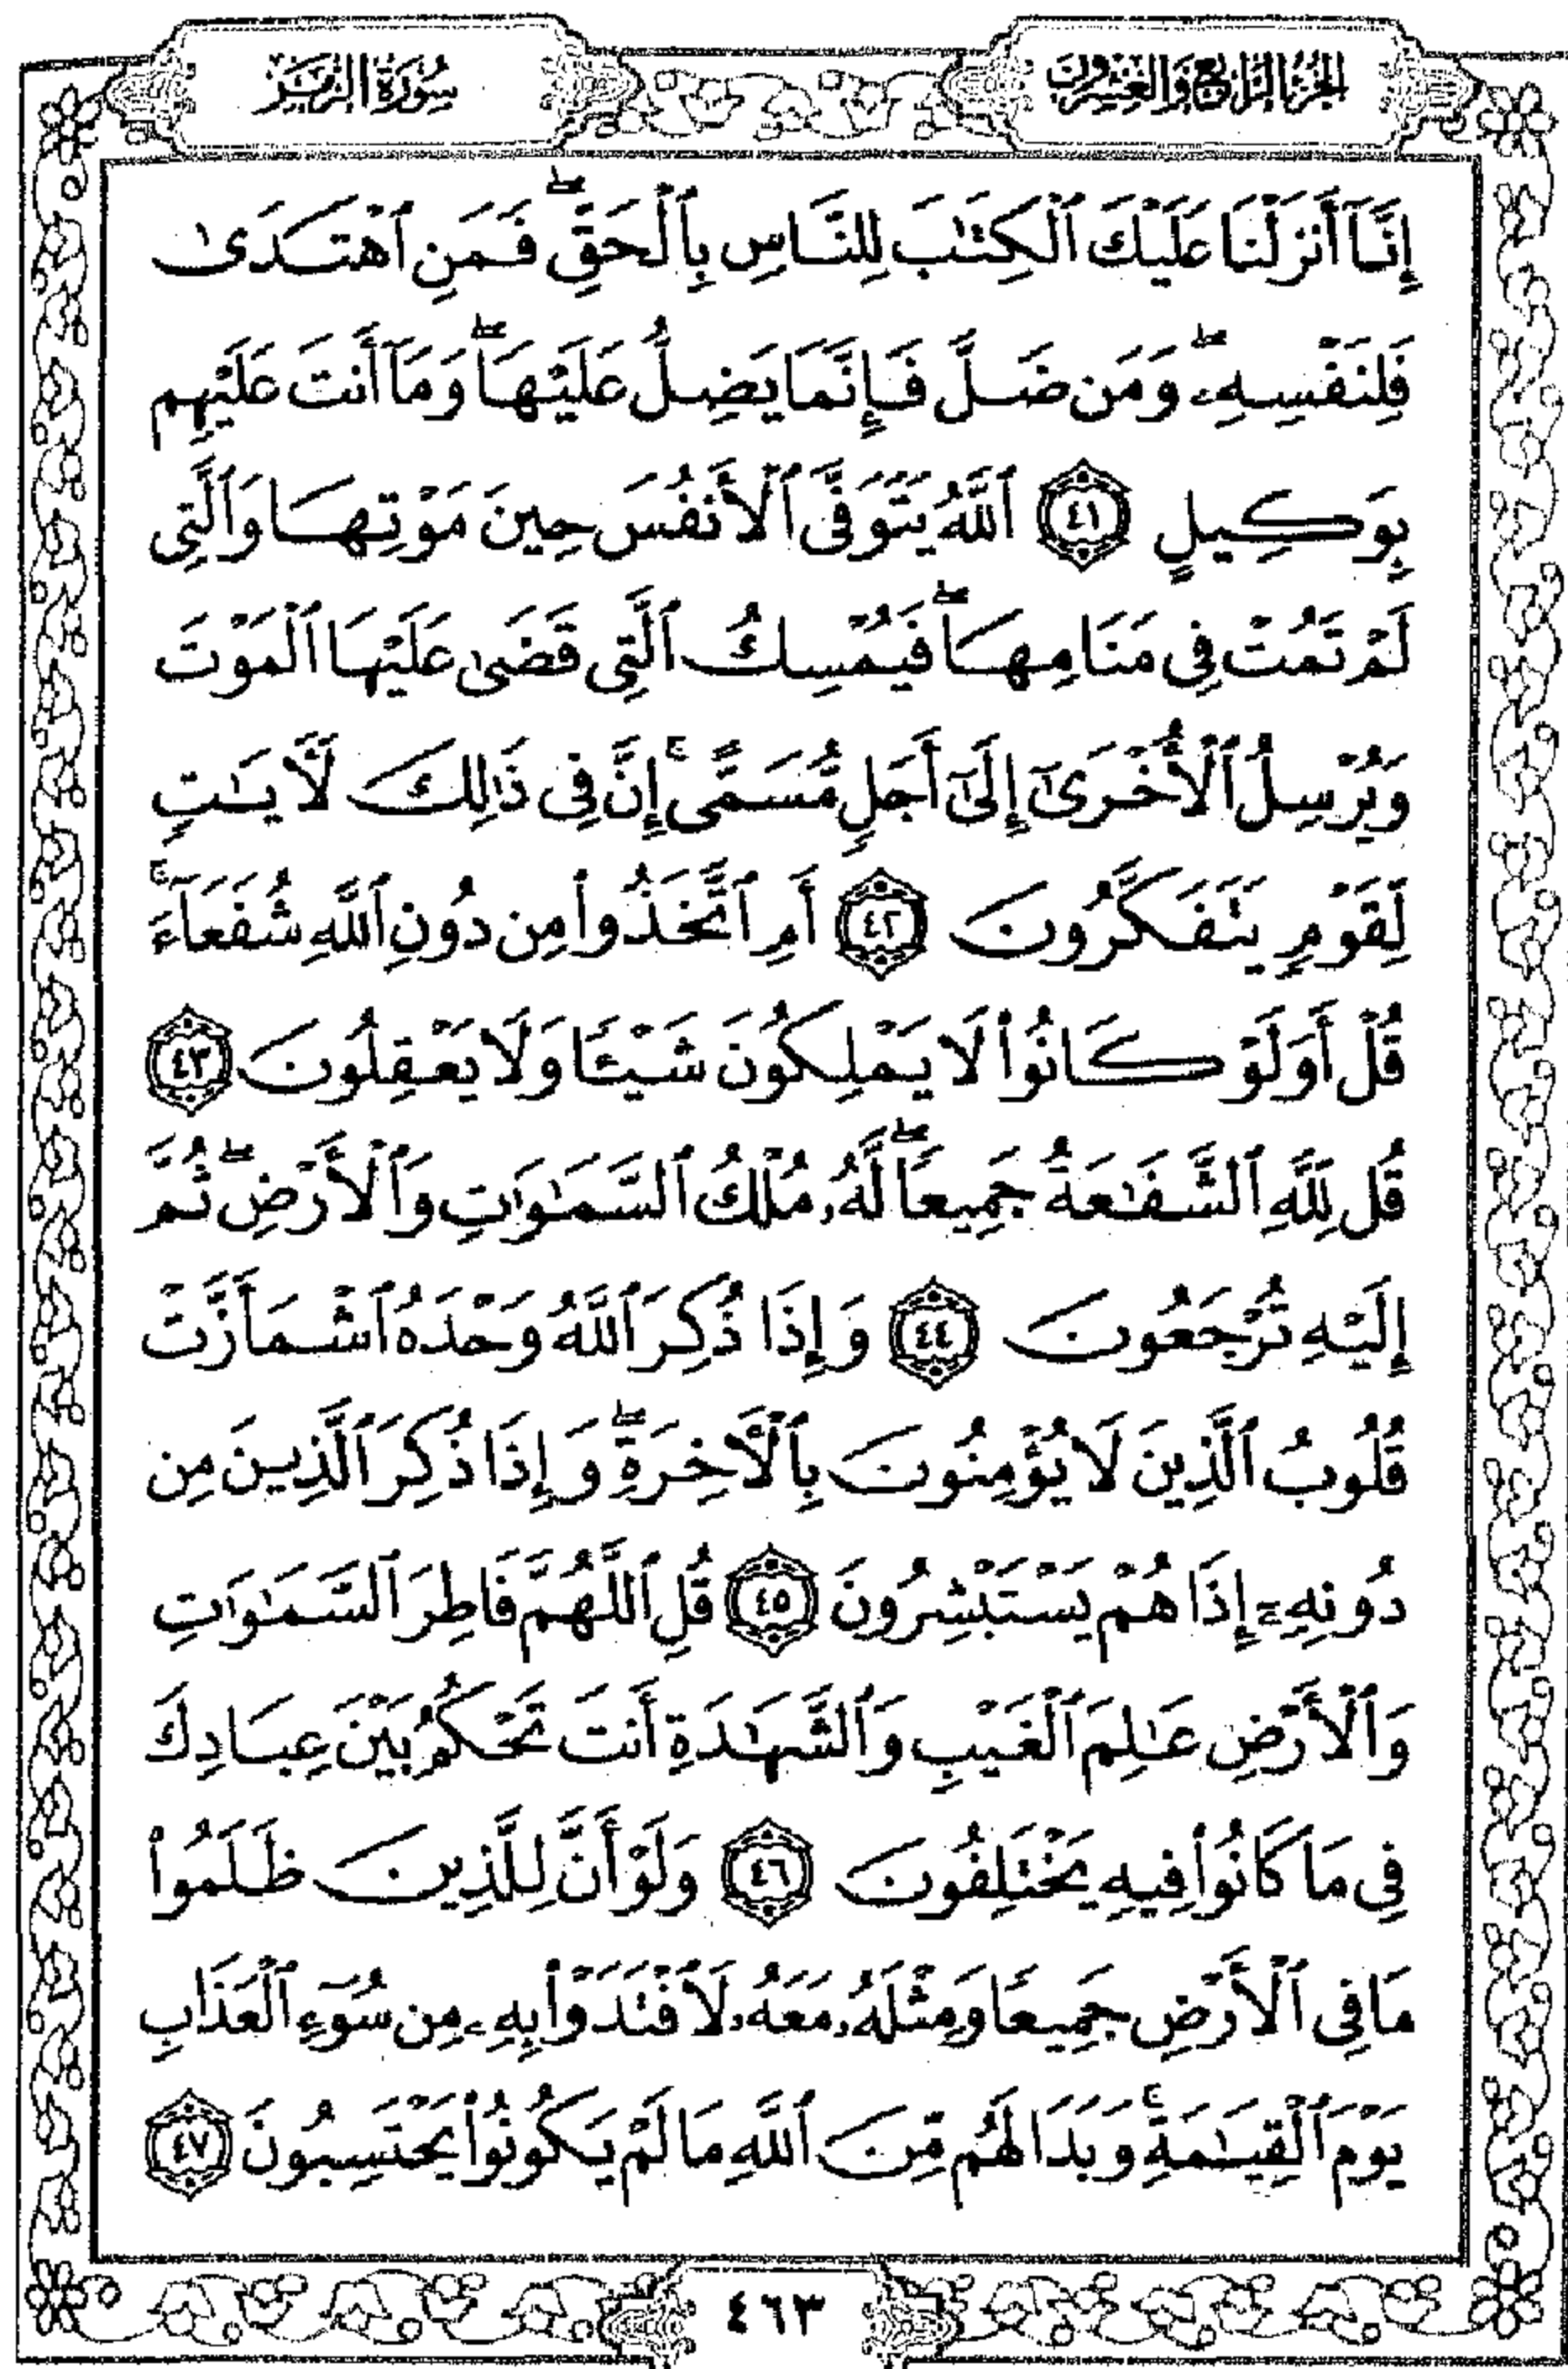 الجزء الرابع والعشرون
سورة الزمر
إِنَّآ أَنزَلْنَا عَلَيْكَ ٱلْكِتَٰبَ لِلنَّاسِ بِٱلْحَقِّ ۖ فَمَنِ ٱهْتَدَىٰ
فَلِنَفْسِهِۦ ۖ وَمَن ضَلَّ فَإِنَّمَا يَضِلُّ عَلَيْهَا ۖ وَمَآ أَنتَ عَلَيْهِم
بِوَكِيلٍ ٤١ ٱللَّهُ يَتَوَفَّى ٱلْأَنفُسَ حِينَ مَوْتِهَا وَٱلَّتِى
لَمْ تَمُتْ فِى مَنَامِهَا ۖ فَيُمْسِكُ ٱلَّتِى قَضَىٰ عَلَيْهَا ٱلْمَوْتَ
وَيُرْسِلُ ٱلْأُخْرَىٰٓ إِلَىٰٓ أَجَلٍ مُّسَمًّى ۚ إِنَّ فِى ذَٰلِكَ لَءَايَٰتٍ
لِّقَوْمٍ يَتَفَكَّرُونَ ٤٢ أَمِ ٱتَّخَذُوا۟ مِن دُونِ ٱللَّهِ شُفَعَآءَ ۚ
قُلْ أَوَلَوْ كَانُوا۟ لَا يَمْلِكُونَ شَيْـًٔا وَلَا يَعْقِلُونَ ٤٣
قُل لِّلَّهِ ٱلشَّفَٰعَةُ جَمِيعًا ۖ لَّهُۥ مُلْكُ ٱلسَّمَٰوَٰتِ وَٱلْأَرْضِ ۖ ثُمَّ
إِلَيْهِ تُرْجَعُونَ ٤٤ وَإِذَا ذُكِرَ ٱللَّهُ وَحْدَهُ ٱشْمَأَزَّتْ
قُلُوبُ ٱلَّذِينَ لَا يُؤْمِنُونَ بِٱلْءَاخِرَةِ ۖ وَإِذَا ذُكِرَ ٱلَّذِينَ مِن
دُونِهِۦٓ إِذَا هُمْ يَسْتَبْشِرُونَ ٤٥ قُلِ ٱللَّهُمَّ فَاطِرَ ٱلسَّمَٰوَٰتِ
وَٱلْأَرْضِ عَٰلِمَ ٱلْغَيْبِ وَٱلشَّهَٰدَةِ أَنتَ تَحْكُمُ بَيْنَ عِبَادِكَ
فِى مَا كَانُوا۟ فِيهِ يَخْتَلِفُونَ ٤٦ وَلَوْ أَنَّ لِلَّذِينَ ظَلَمُوا۟
مَا فِى ٱلْأَرْضِ جَمِيعًا وَمِثْلَهُۥ مَعَهُۥ لَٱفْتَدَوْا۟ بِهِۦ مِن سُوٓءِ ٱلْعَذَابِ
يَوْمَ ٱلْقِيَٰمَةِ ۚ وَبَدَا لَهُم مِّنَ ٱللَّهِ مَا لَمْ يَكُونُوا۟ يَحْتَسِبُونَ ٤٧
٤٦٣